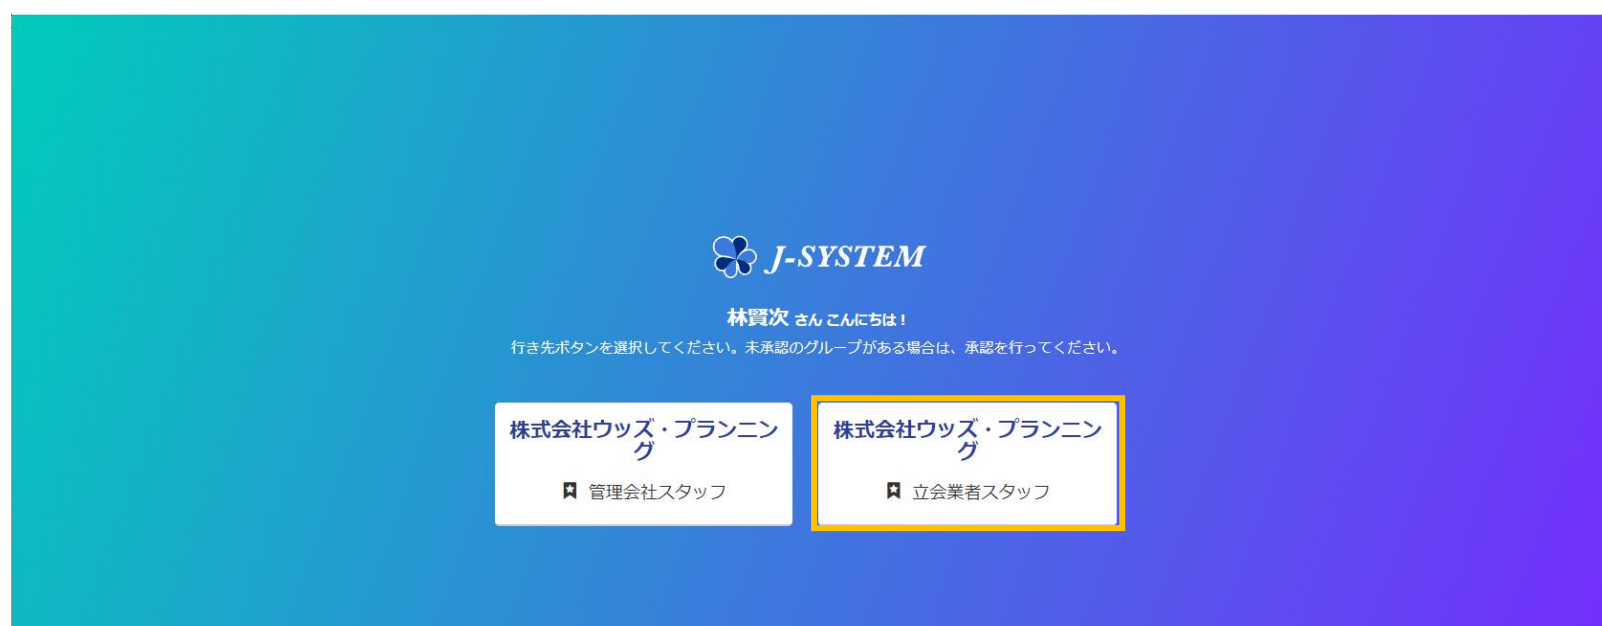 J-SYSTEM
林賢次 さん こんにちは！
行き先ボタンを選択してください。未承認のグループがある場合は、承認を行ってください。
株式会社ウッズ・プランニン
グ
管理会社スタッフ
株式会社ウッズ・プランニン
グ
立会業者スタッフ